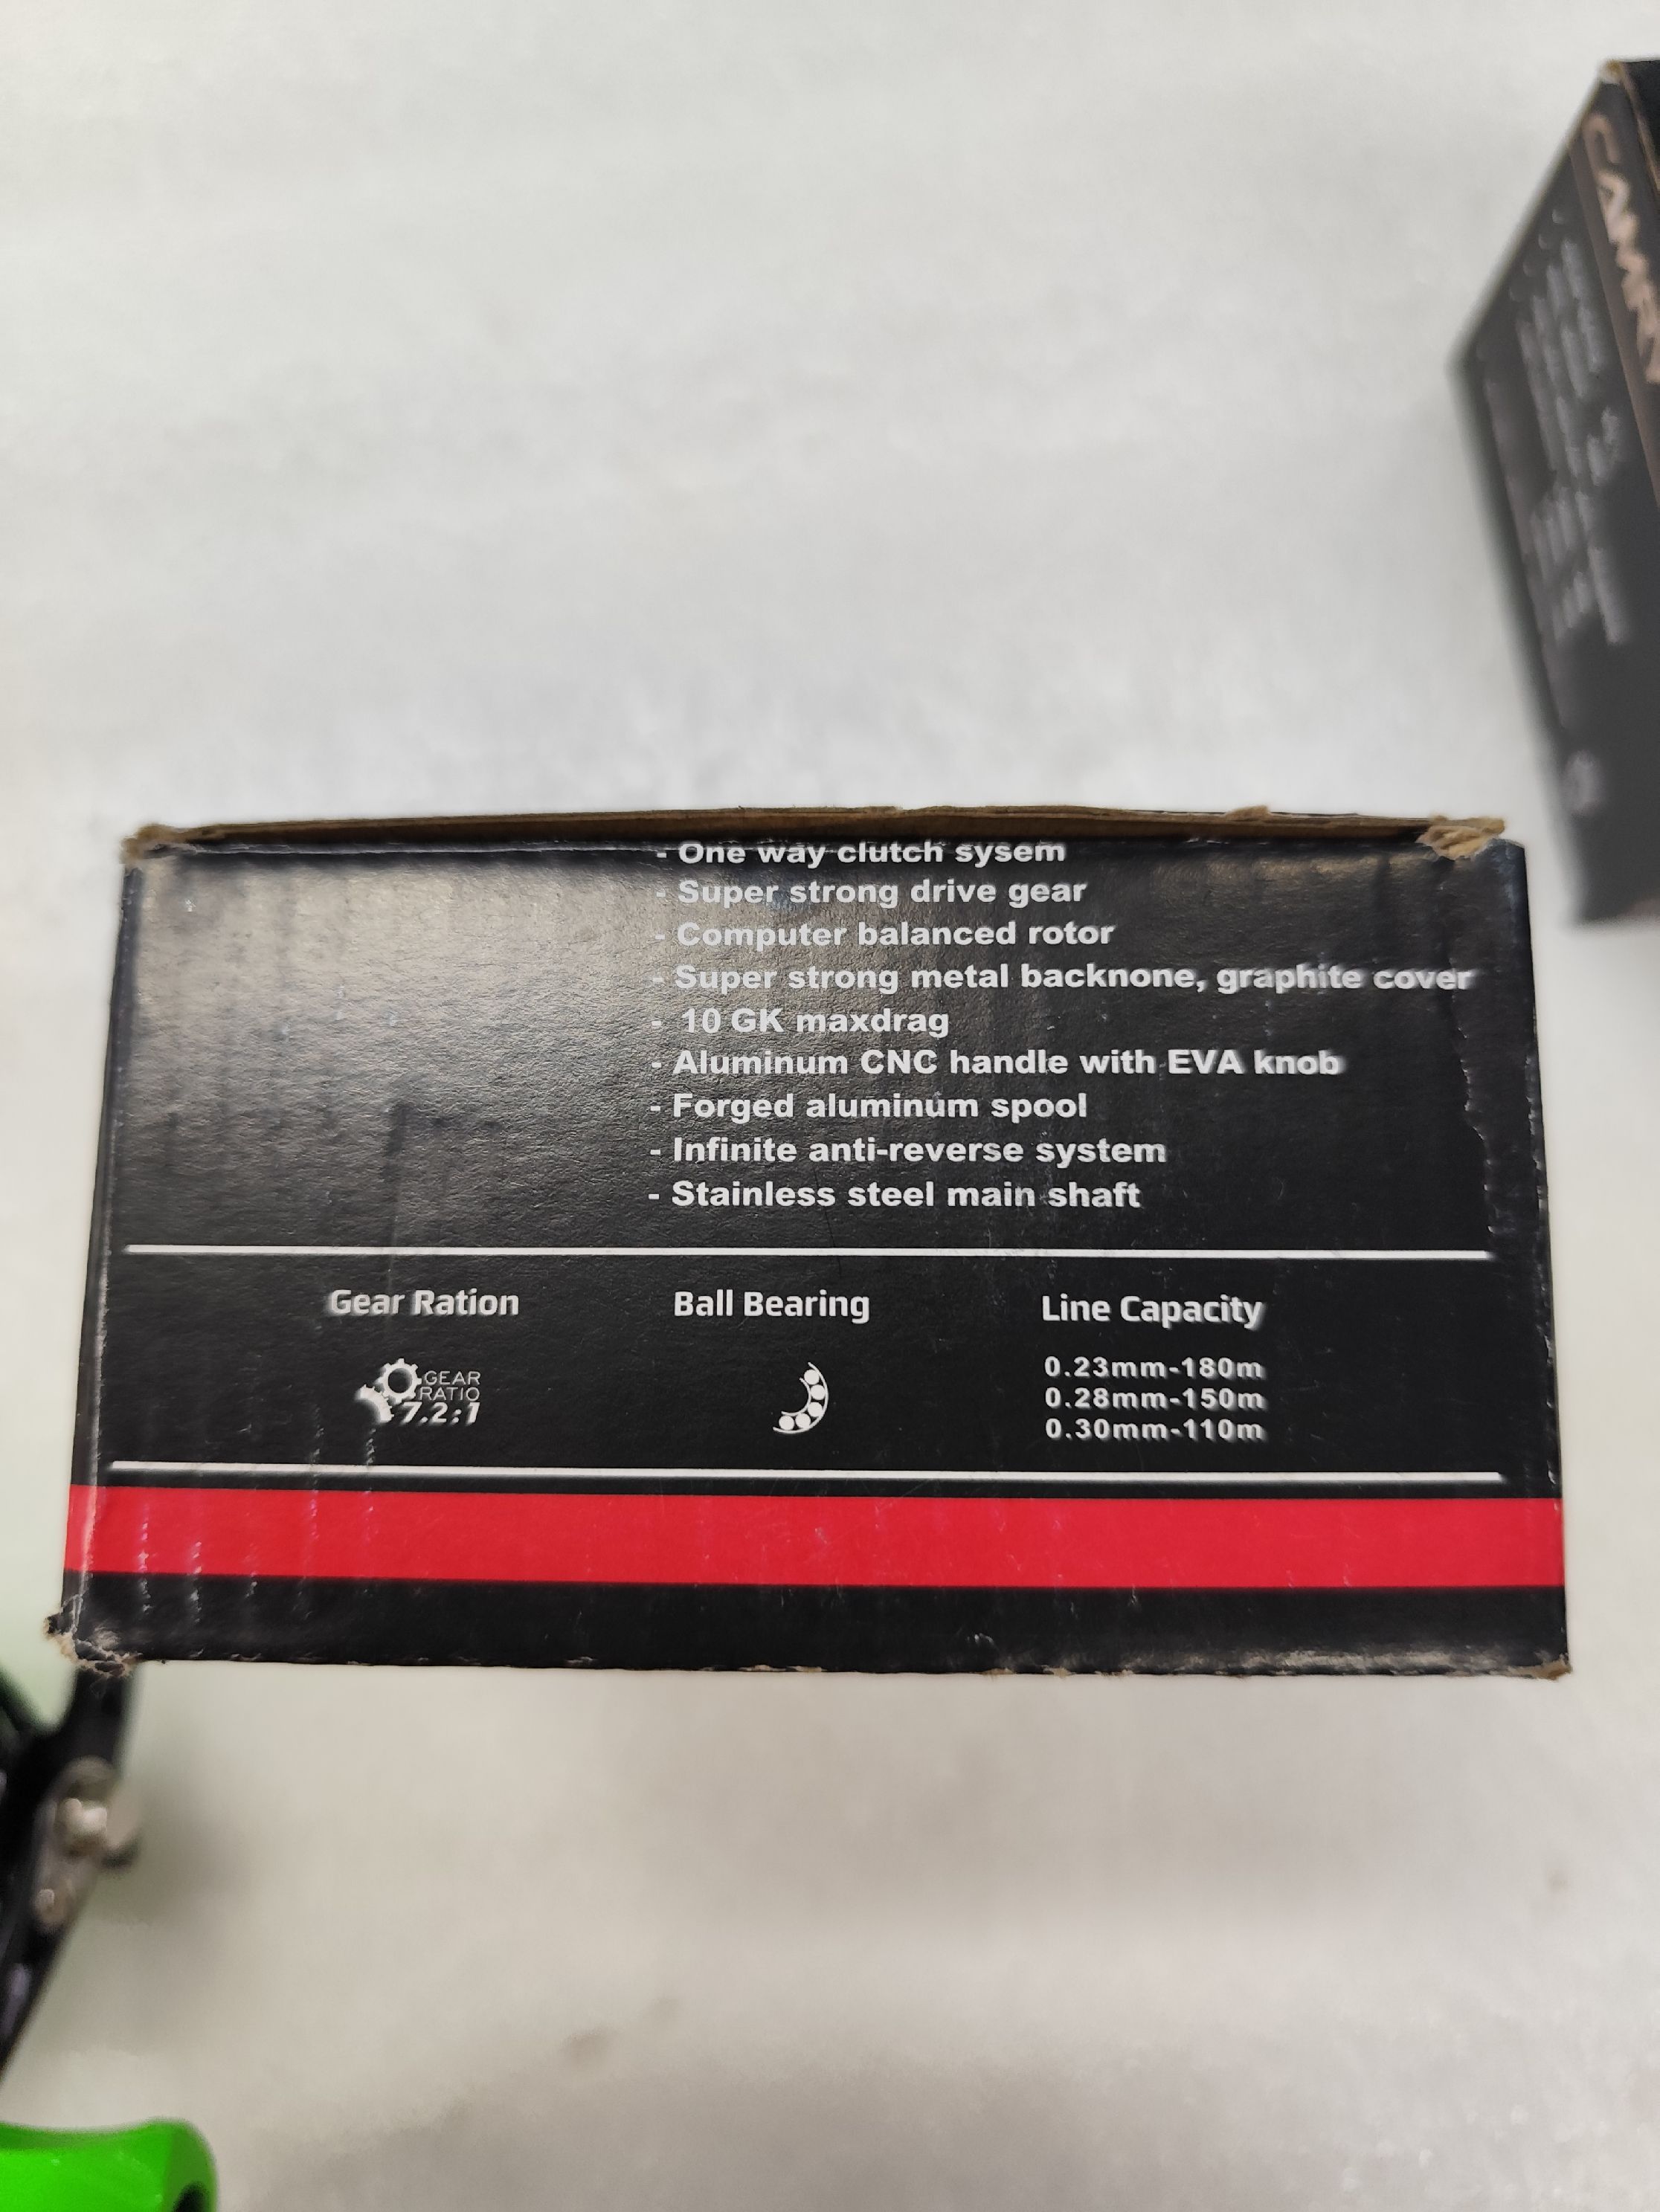 - One way clutch sysem
- Super strong drive gear
- Computer balanced rotor
- Super strong metal backnone, graphite cover
- 10 GK maxdrag
- Aluminum CNC handle with EVA knob
- Forged aluminum spool
- Infinite anti-reverse system
- Stainless steel main shaft
Gear Ration
GEAR
RATIO
7.2:1
Ball Bearing
Line Capacity
0.23mm-180m
0.28mm-150m
0.30mm-110m